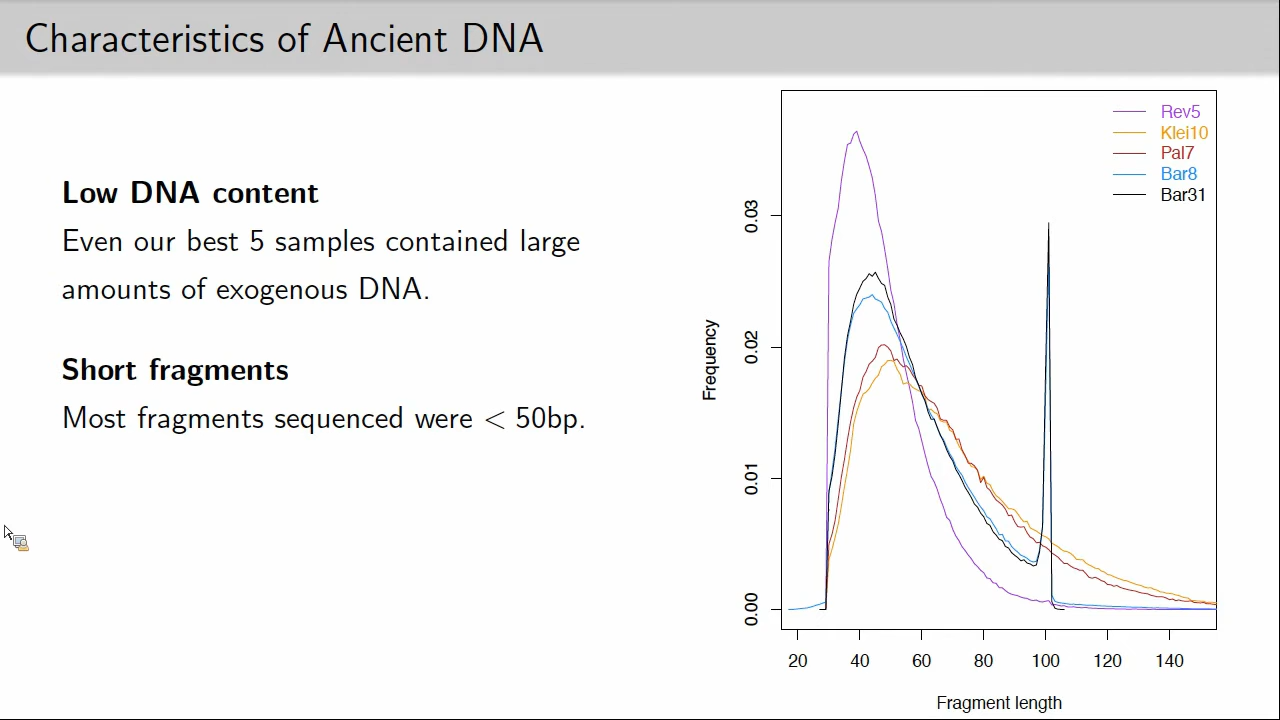 Characteristics of Ancient DNA
Low DNA content
Even our best 5 samples contained large
amounts of exogenous DNA.
Short fragments
Most fragments sequenced were < 50bp.
Rev5
Klei10
Pal7
Bar8
Bar31
Frequency
0.03
0.02
0.01
0.00
20 40 60 80 100 120 140
Fragment length